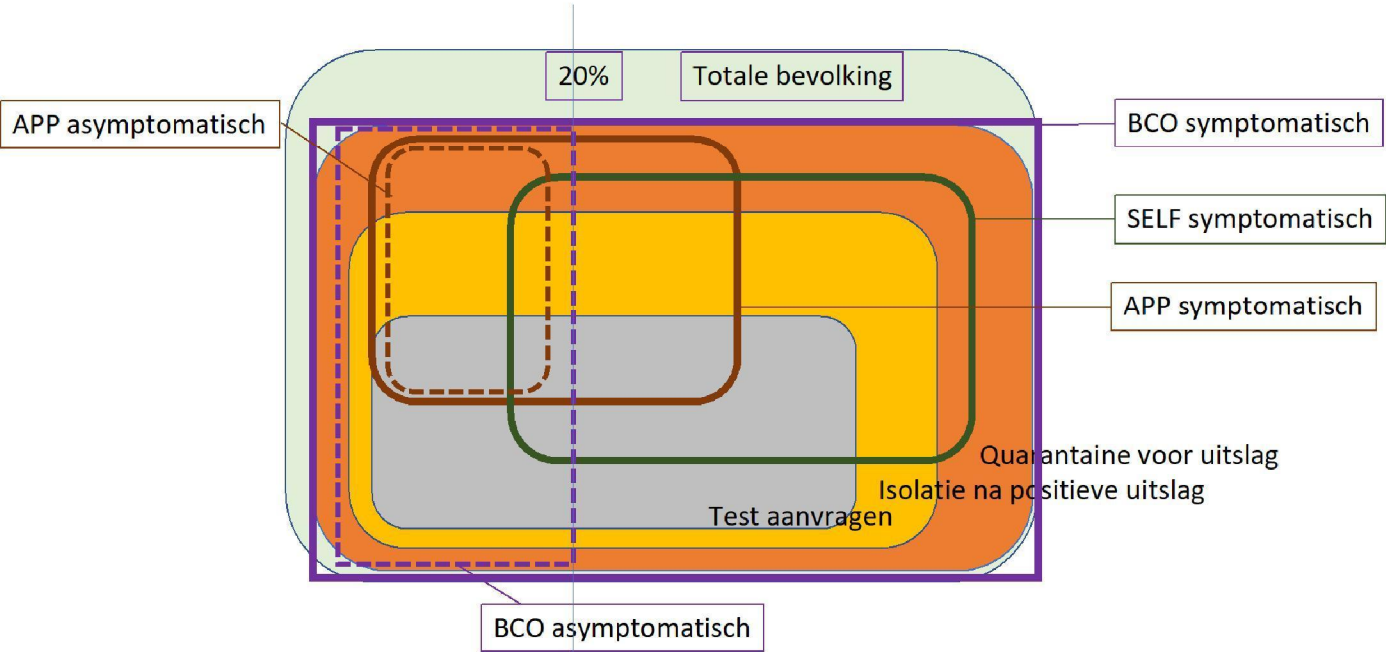 20%
Totale bevolking
APP asymptomatisch
BCO symptomatisch
SELF symptomatisch
APP symptomatisch
Quarantaine voor uitslag
Isolatie na positieve uitslag
Test aanvragen
BCO asymptomatisch